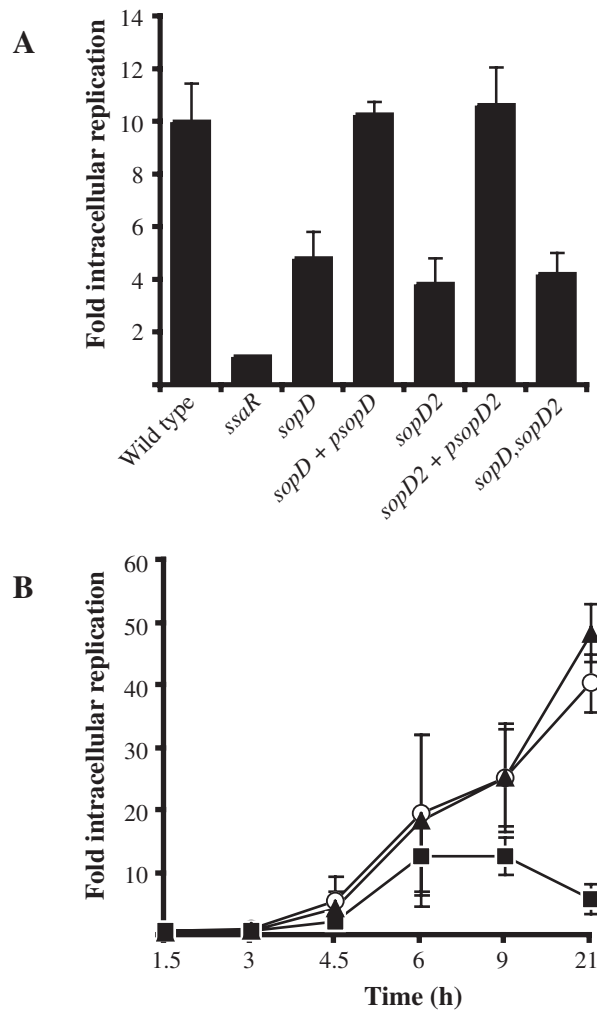 A
Fold intracellular replication
14
12
10
8
6
4
2
Wild type
ssaR
sopD
sopD + psopD
sopD2
sopD2 + psopD2
sopD,sopD2
B
Fold intracellular replication
60
50
40
30
20
10
1.5
3
4.5
6
9
21
Time (h)